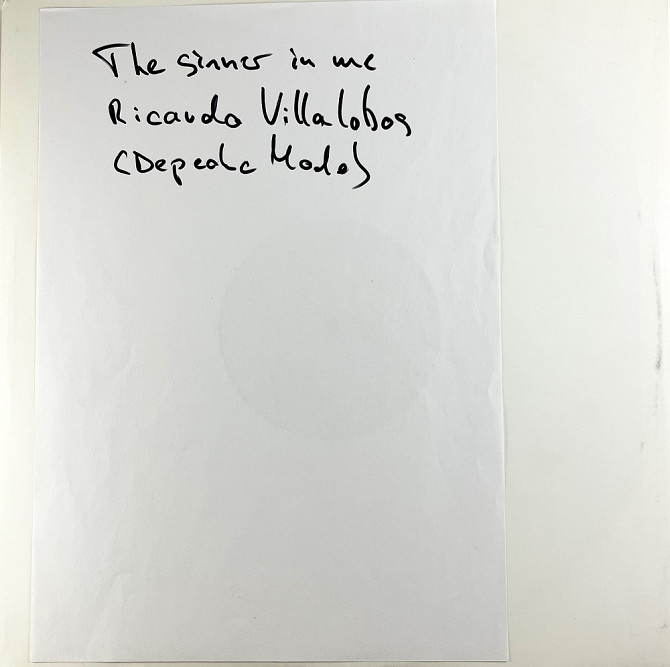 The sinner in me
Ricardo Villalobos
(Depeche Mode)